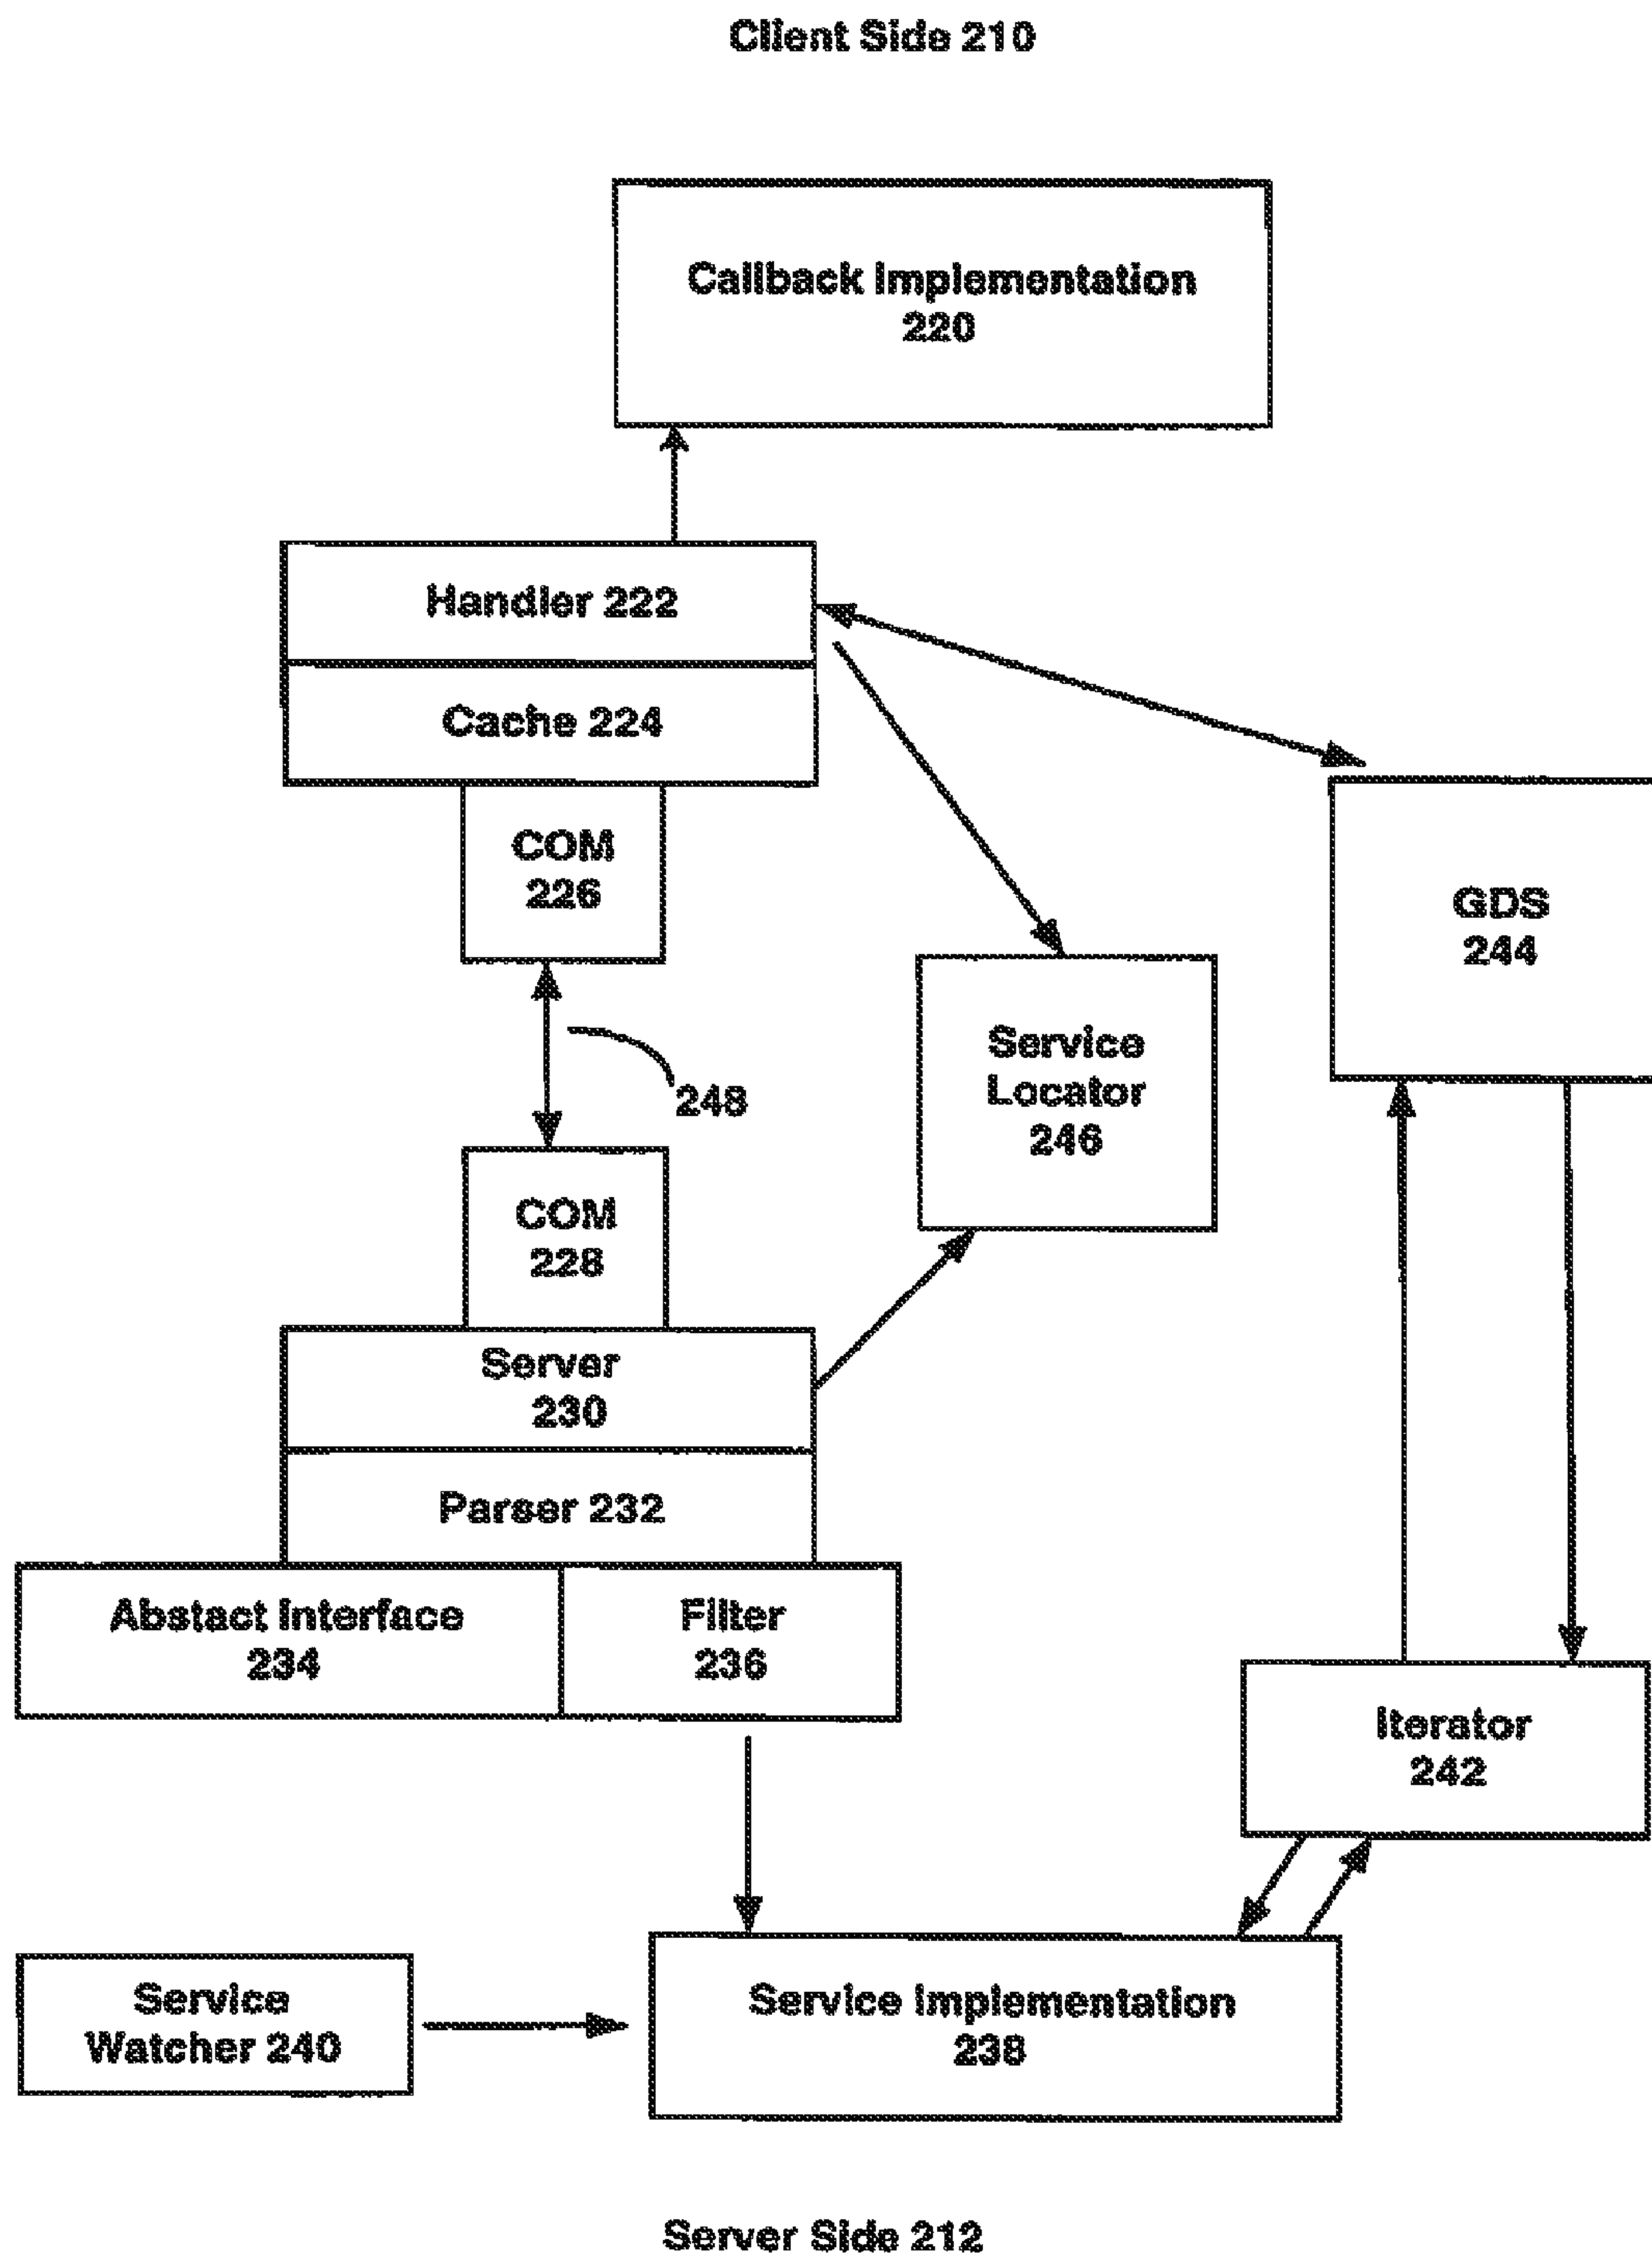 Client Side 210
Callback Implementation
220
Handler 222
Cache 224
COM
226
GDS
244
Service
Locator
246
248
COM
228
Server
230
Parser 232
Abstact Interface
234
Filter
236
Iterator
242
Service
Watcher 240
Service Implementation
238
Server Side 212